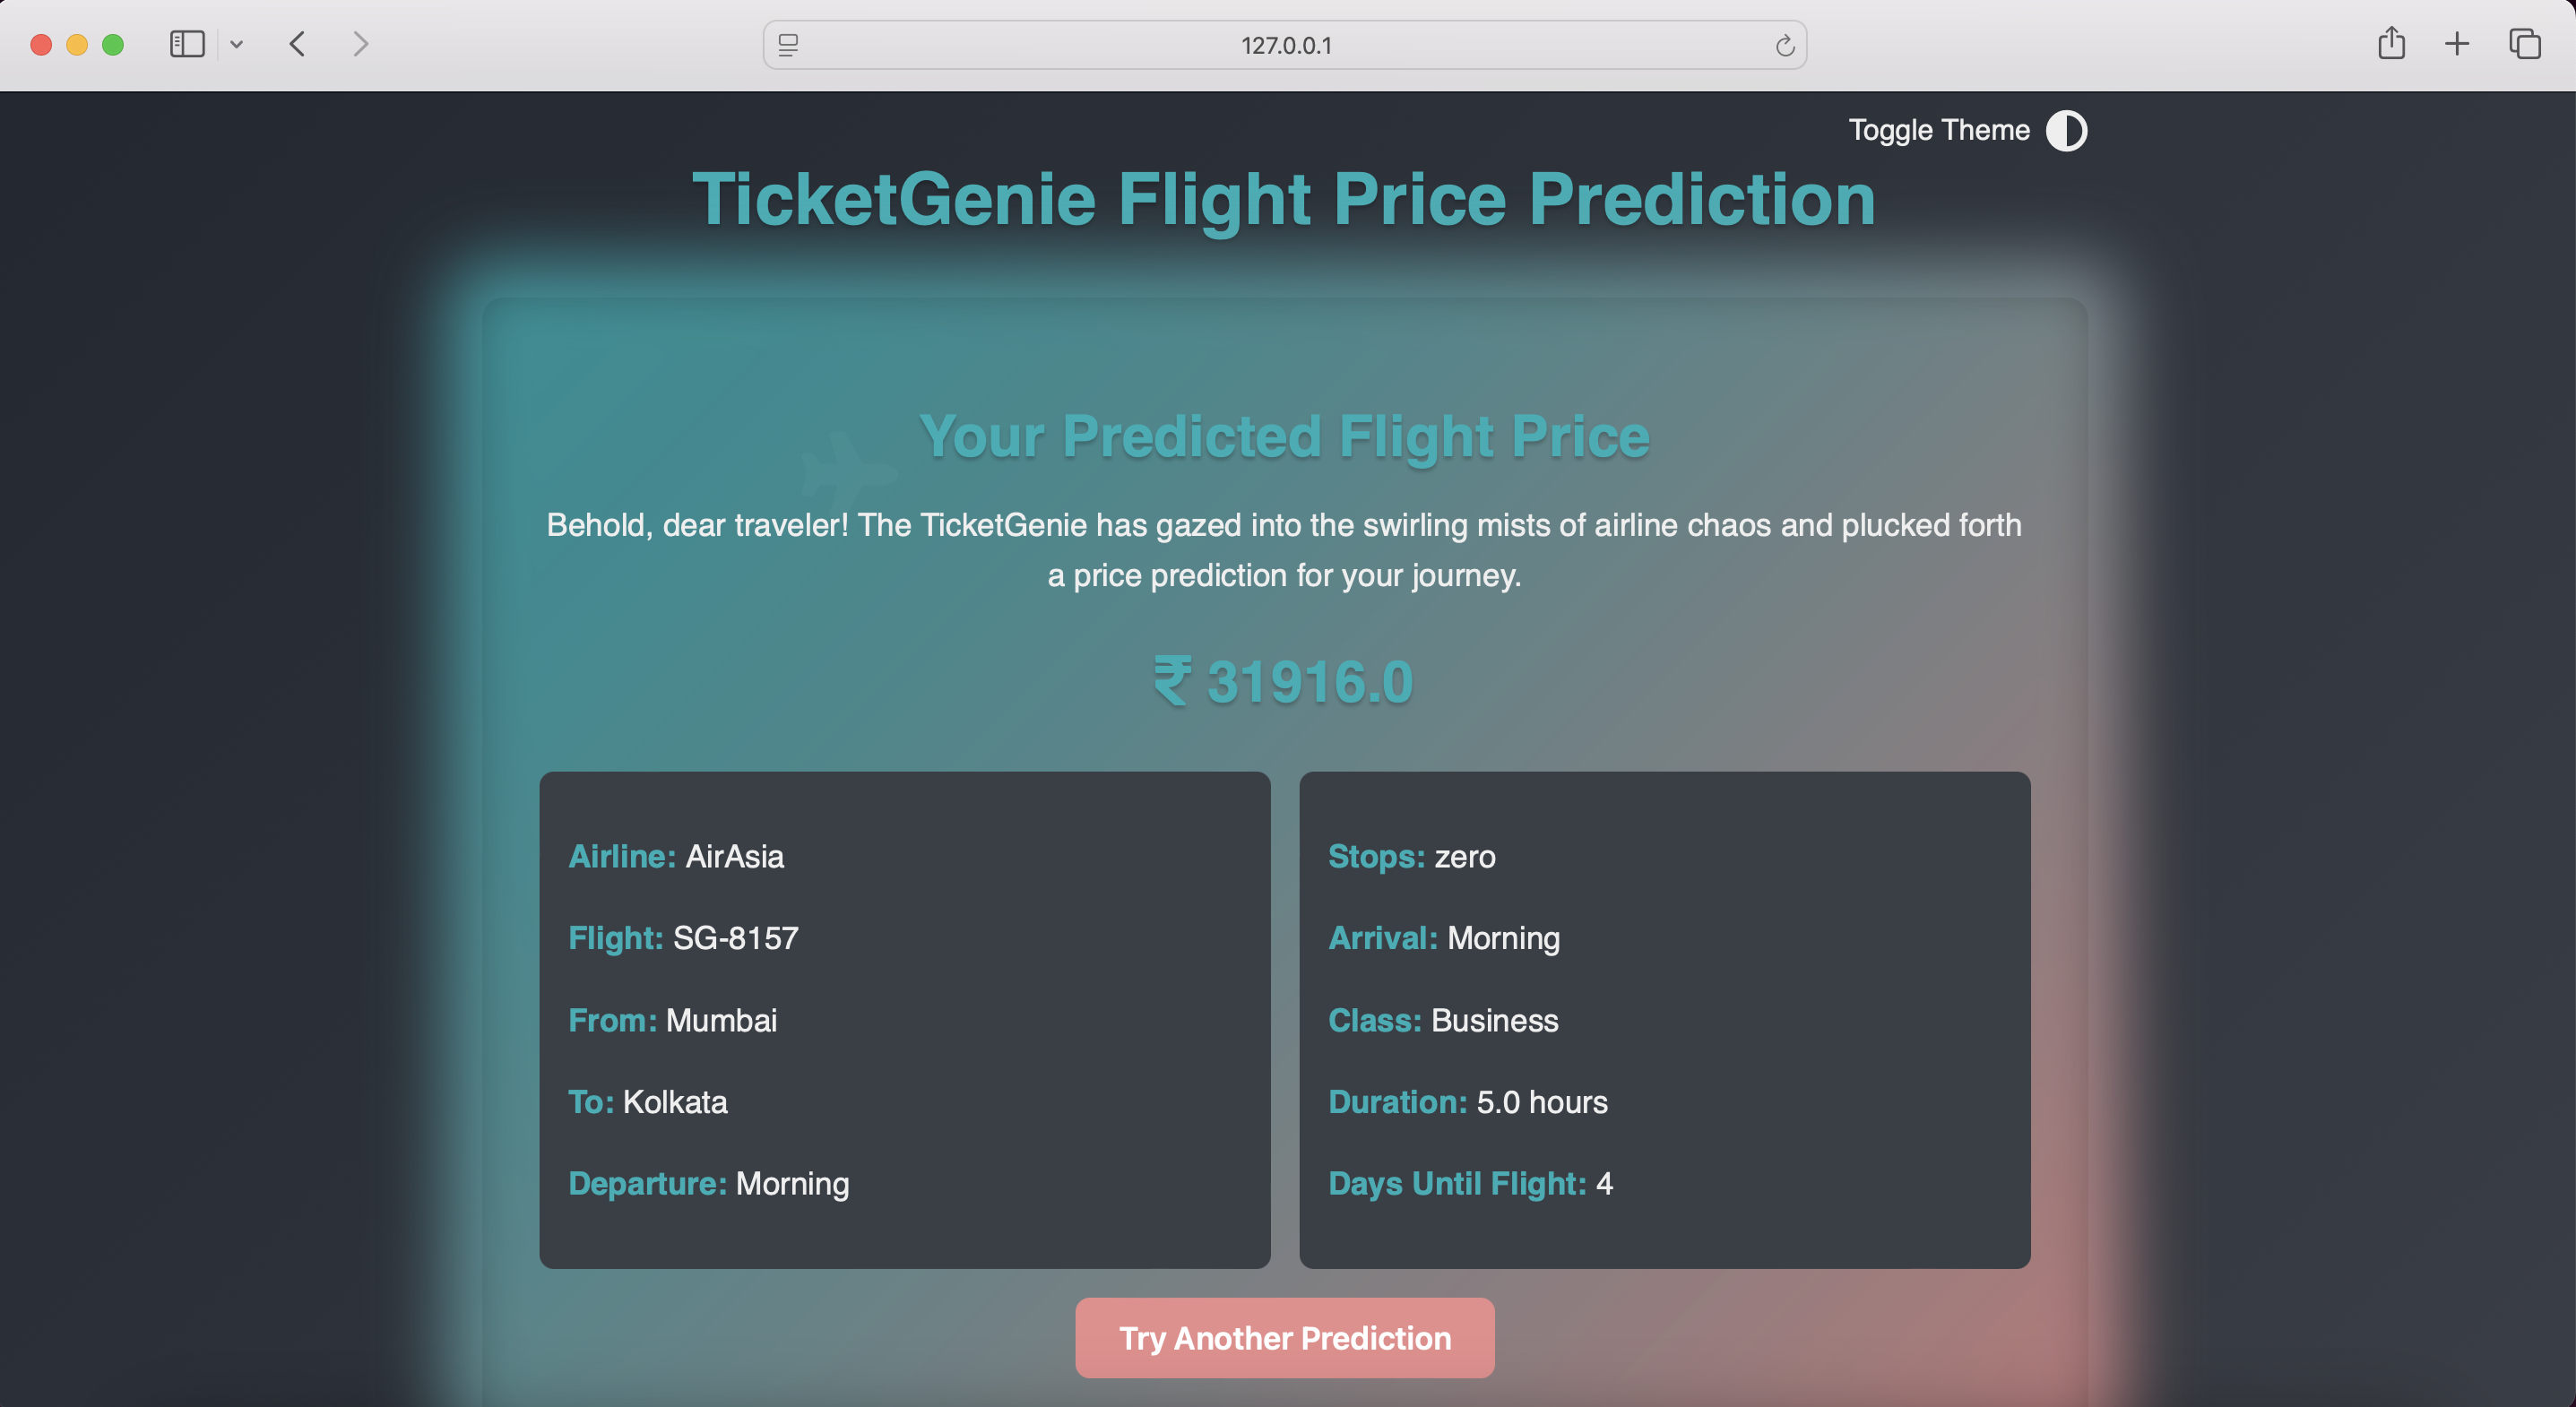 127.0.0.1
Toggle Theme
TicketGenie Flight Price Prediction
Your Predicted Flight Price
Behold, dear traveler! The TicketGenie has gazed into the swirling mists of airline chaos and plucked forth
a price prediction for your journey.
₹ 31916.0
Airline: AirAsia
Flight: SG-8157
From: Mumbai
To: Kolkata
Departure: Morning
Stops: zero
Arrival: Morning
Class: Business
Duration: 5.0 hours
Days Until Flight: 4
Try Another Prediction